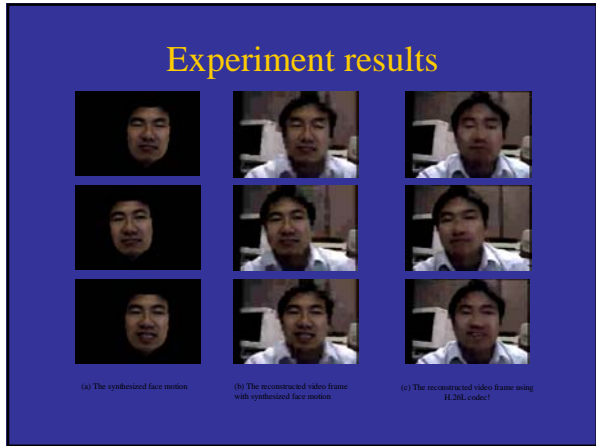 Experiment results
(a) The synthesized face motion
(b) The reconstructed video frame
with synthesized face motion
(c) The reconstructed video frame using
H.26L codec!